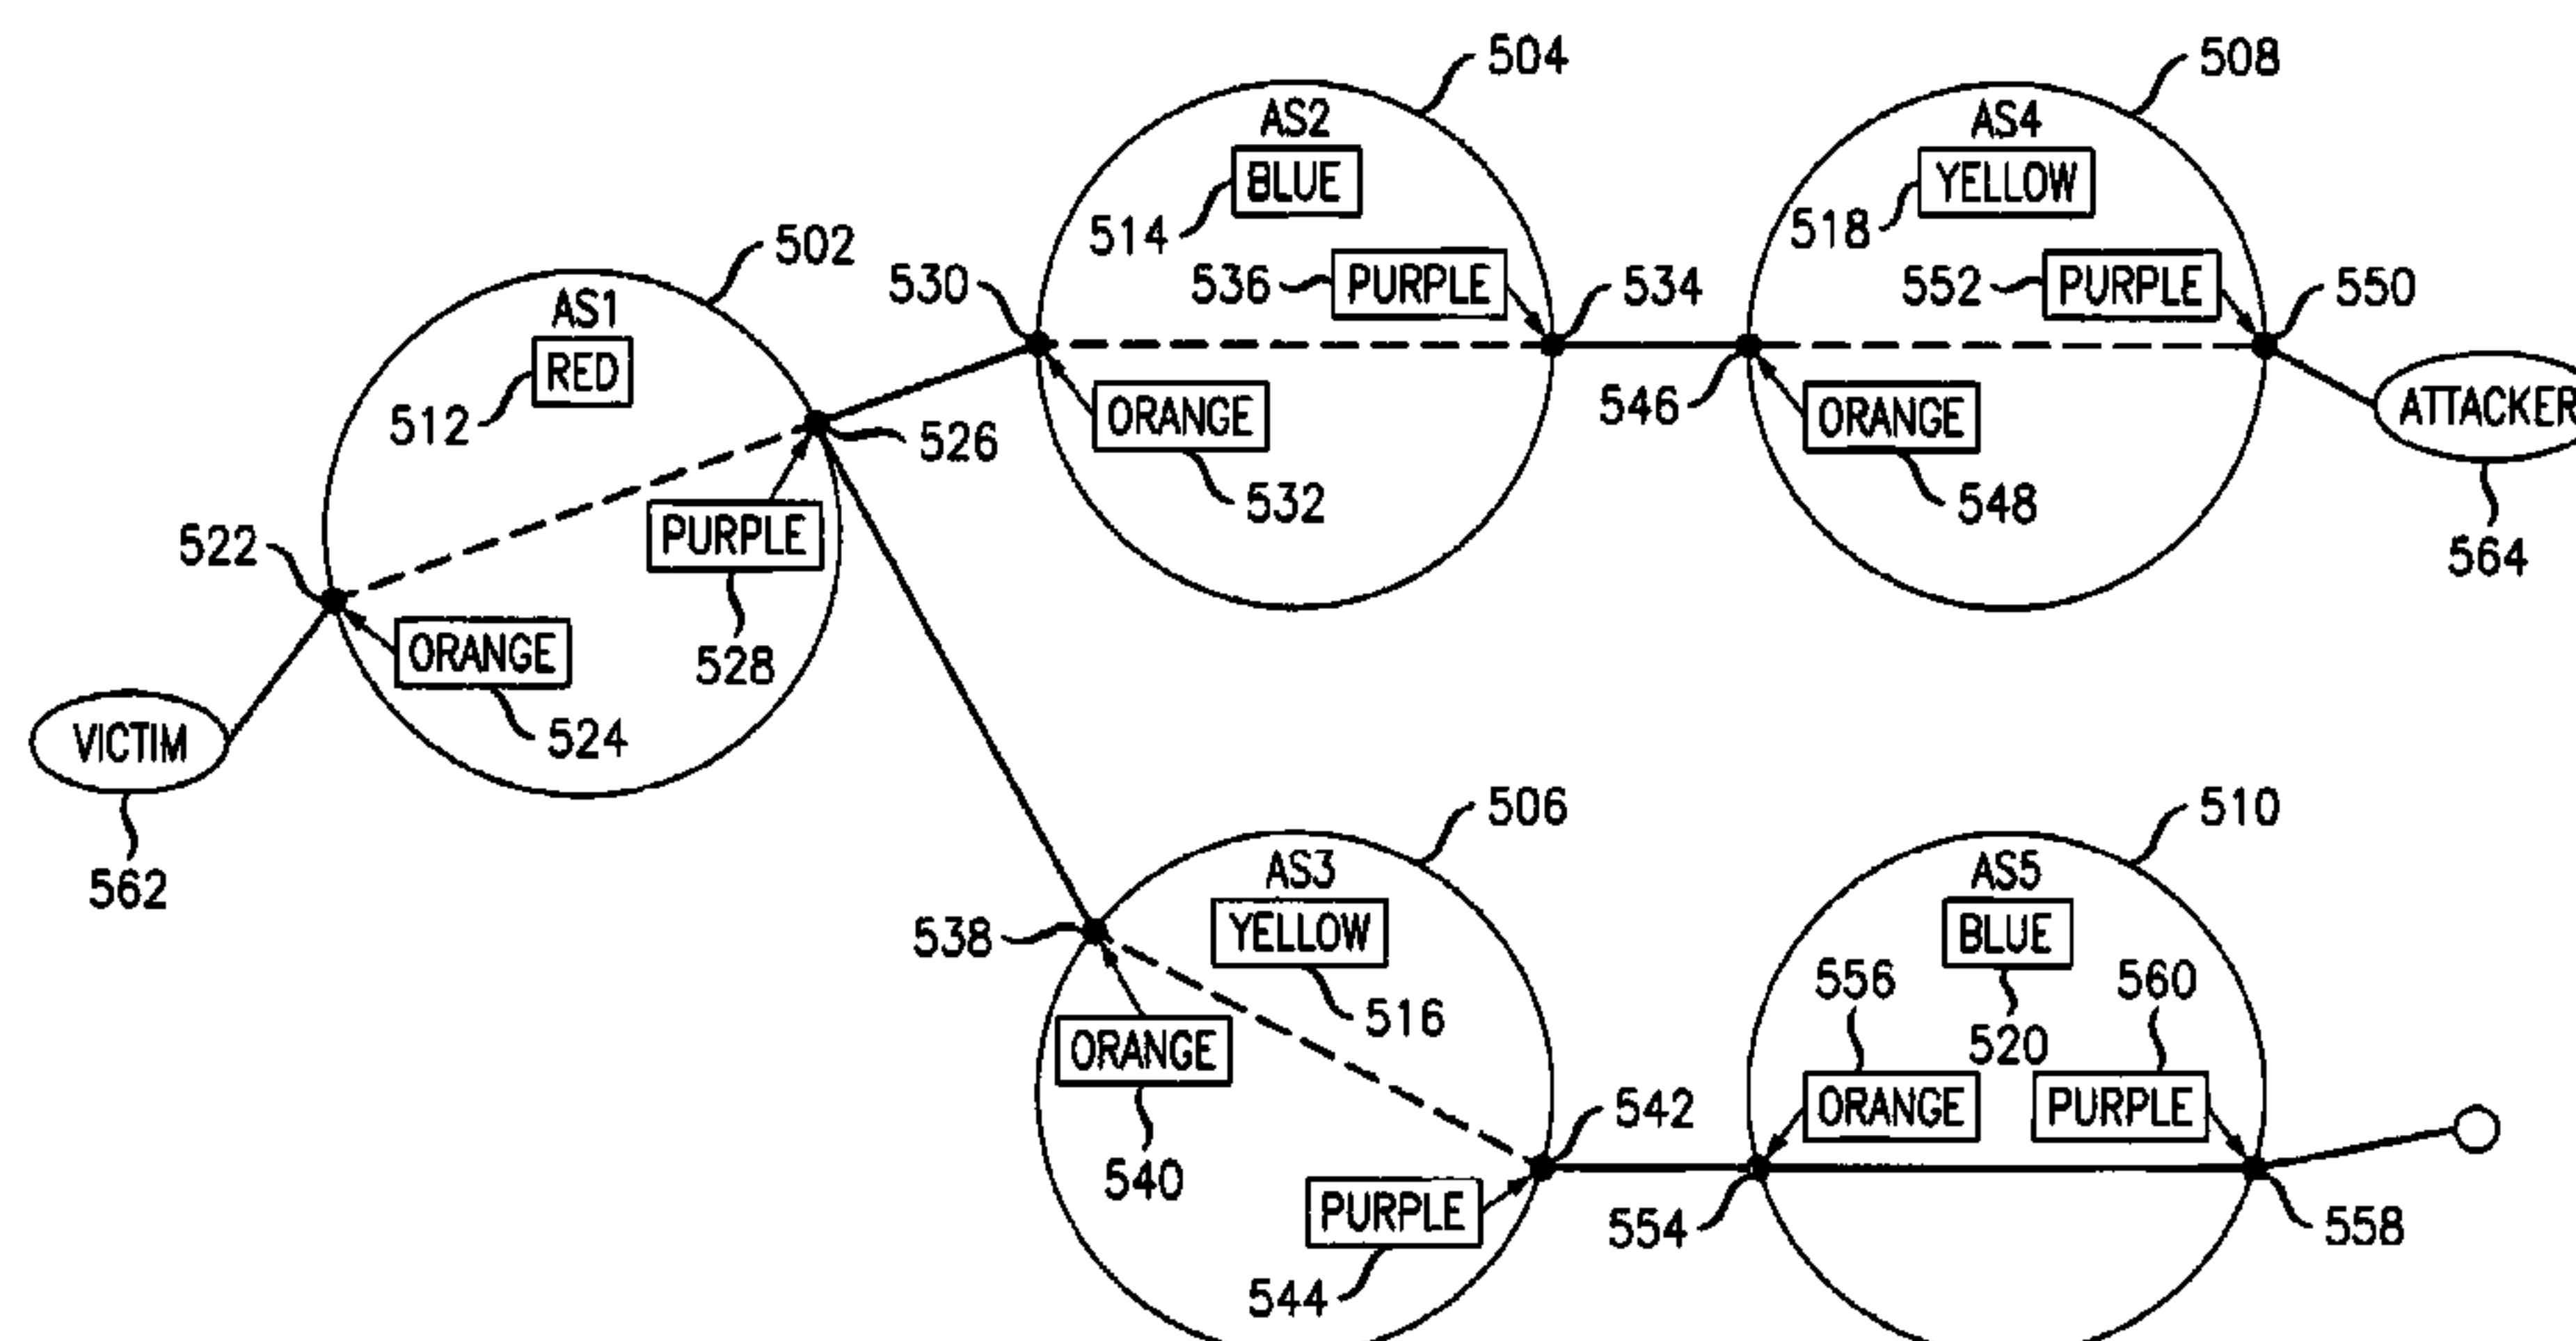 504
508
AS2
BLUE
514
AS4
YELLOW
518
502
AS1
RED
512
530
536
PURPLE
534
552
PURPLE
550
ORANGE
532
526
546
ORANGE
548
ATTACKER
564
522
PURPLE
528
ORANGE
524
VICTIM
562
506
AS3
YELLOW
516
510
AS5
BLUE
520
538
ORANGE
540
556
ORANGE
560
PURPLE
542
PURPLE
544
554
558